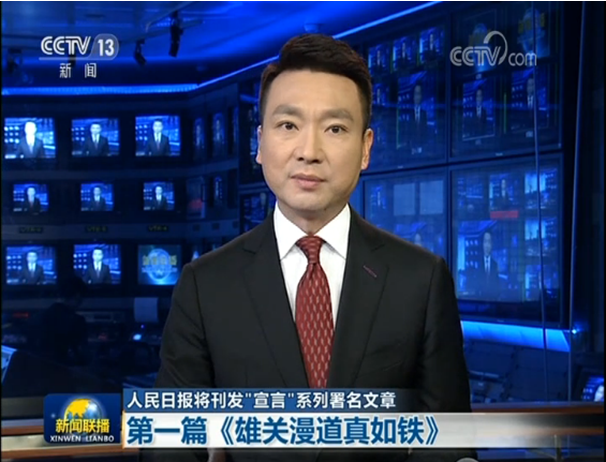 CCTV 13
新闻
CCTV.com
人民日报将刊发"宣言"系列署名文章
新闻联播
XINWEN LIANBO
第一篇《雄关漫道真如铁》